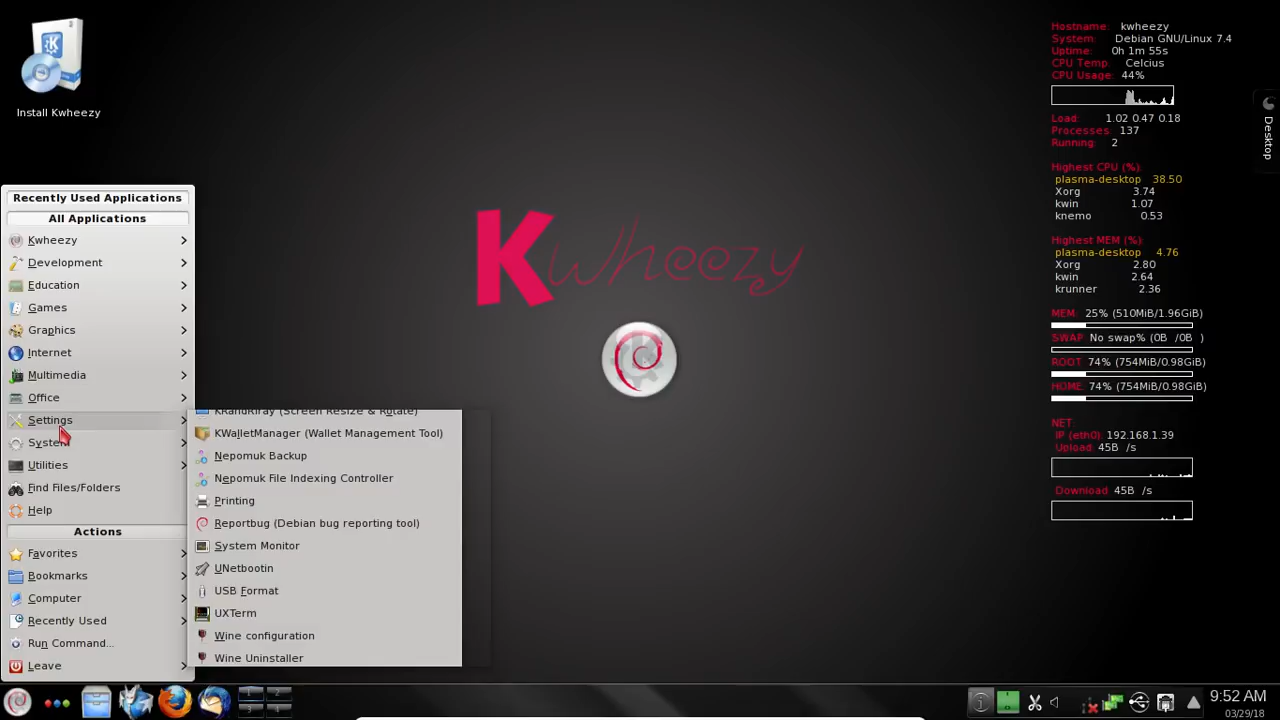 Install Kwheezy
Recently Used Applications
All Applications
Kwheezy
Development
Education
Games
Graphics
Internet
Multimedia
Office
Settings
System
Utilities
Find Files/Folders
Help
Actions
Favorites
Bookmarks
Computer
Recently Used
Run Command...
Leave
KRandRTray (Screen Resize & Rotate)
KWalletManager (Wallet Management Tool)
Nepomuk Backup
Nepomuk File Indexing Controller
Printing
Reportbug (Debian bug reporting tool)
System Monitor
UNetbootin
USB Format
UXTerm
Wine configuration
Wine Uninstaller
Kwheezy
Hostname: kwheezy
System: Debian GNU/Linux 7.4
Uptime: 0h 1m 55s
CPU Temp: Celcius
CPU Usage: 44%
Load: 1.02 0.47 0.18
Processes: 137
Running: 2
Highest CPU (%):
plasma-desktop 38.50
Xorg 3.74
kwin 1.07
knemo 0.53
Highest MEM (%):
plasma-desktop 4.76
Xorg 2.80
kwin 2.64
krunner 2.36
MEM: 25% (510MiB/1.96GiB)
SWAP: No swap% (0B /0B )
ROOT: 74% (754MiB/0.98GiB)
HOME: 74% (754MiB/0.98GiB)
NET:
IP (eth0): 192.168.1.39
Upload: 45B /s
Download: 45B /s
Desktop
1 2
3 4
9:52 AM
03/29/18